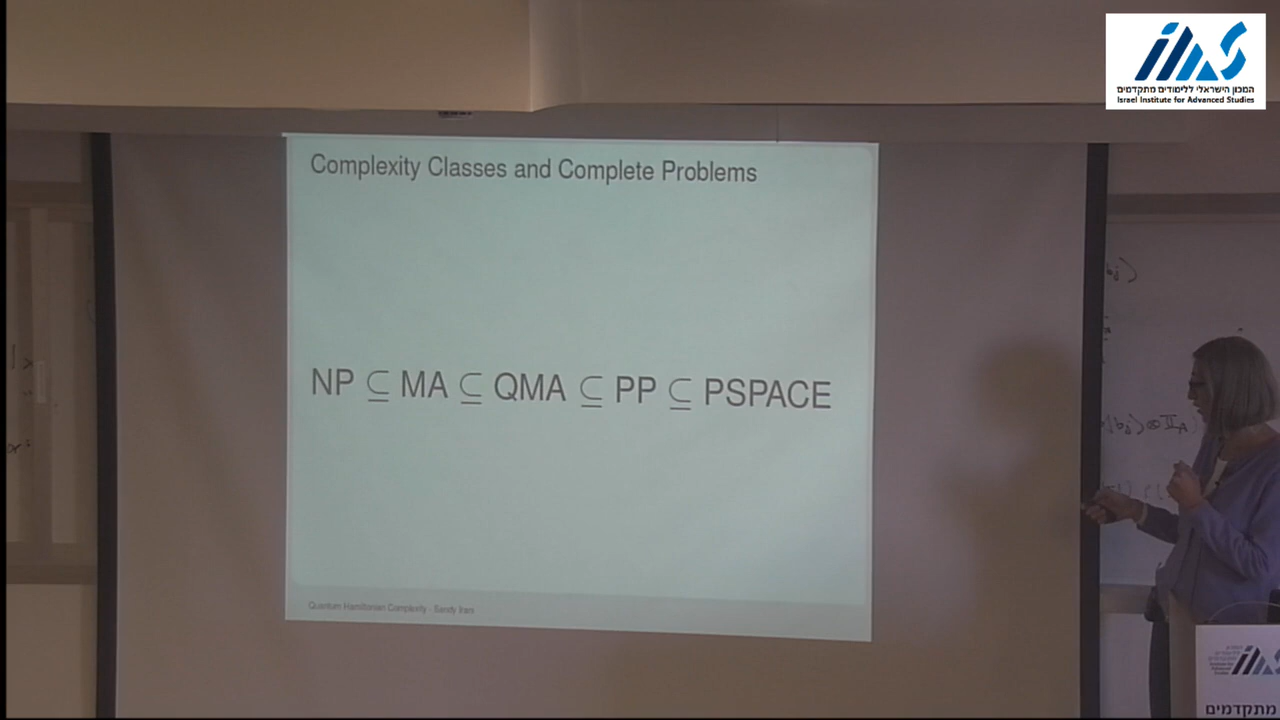 המכון הישראלי ללימודים מתקדמים
Israel Institute for Advanced Studies
Complexity Classes and Complete Problems
NP ⊆ MA ⊆ QMA ⊆ PP ⊆ PSPACE
Quantum Hamiltonian Complexity - Sandy Irani
מתקדמים